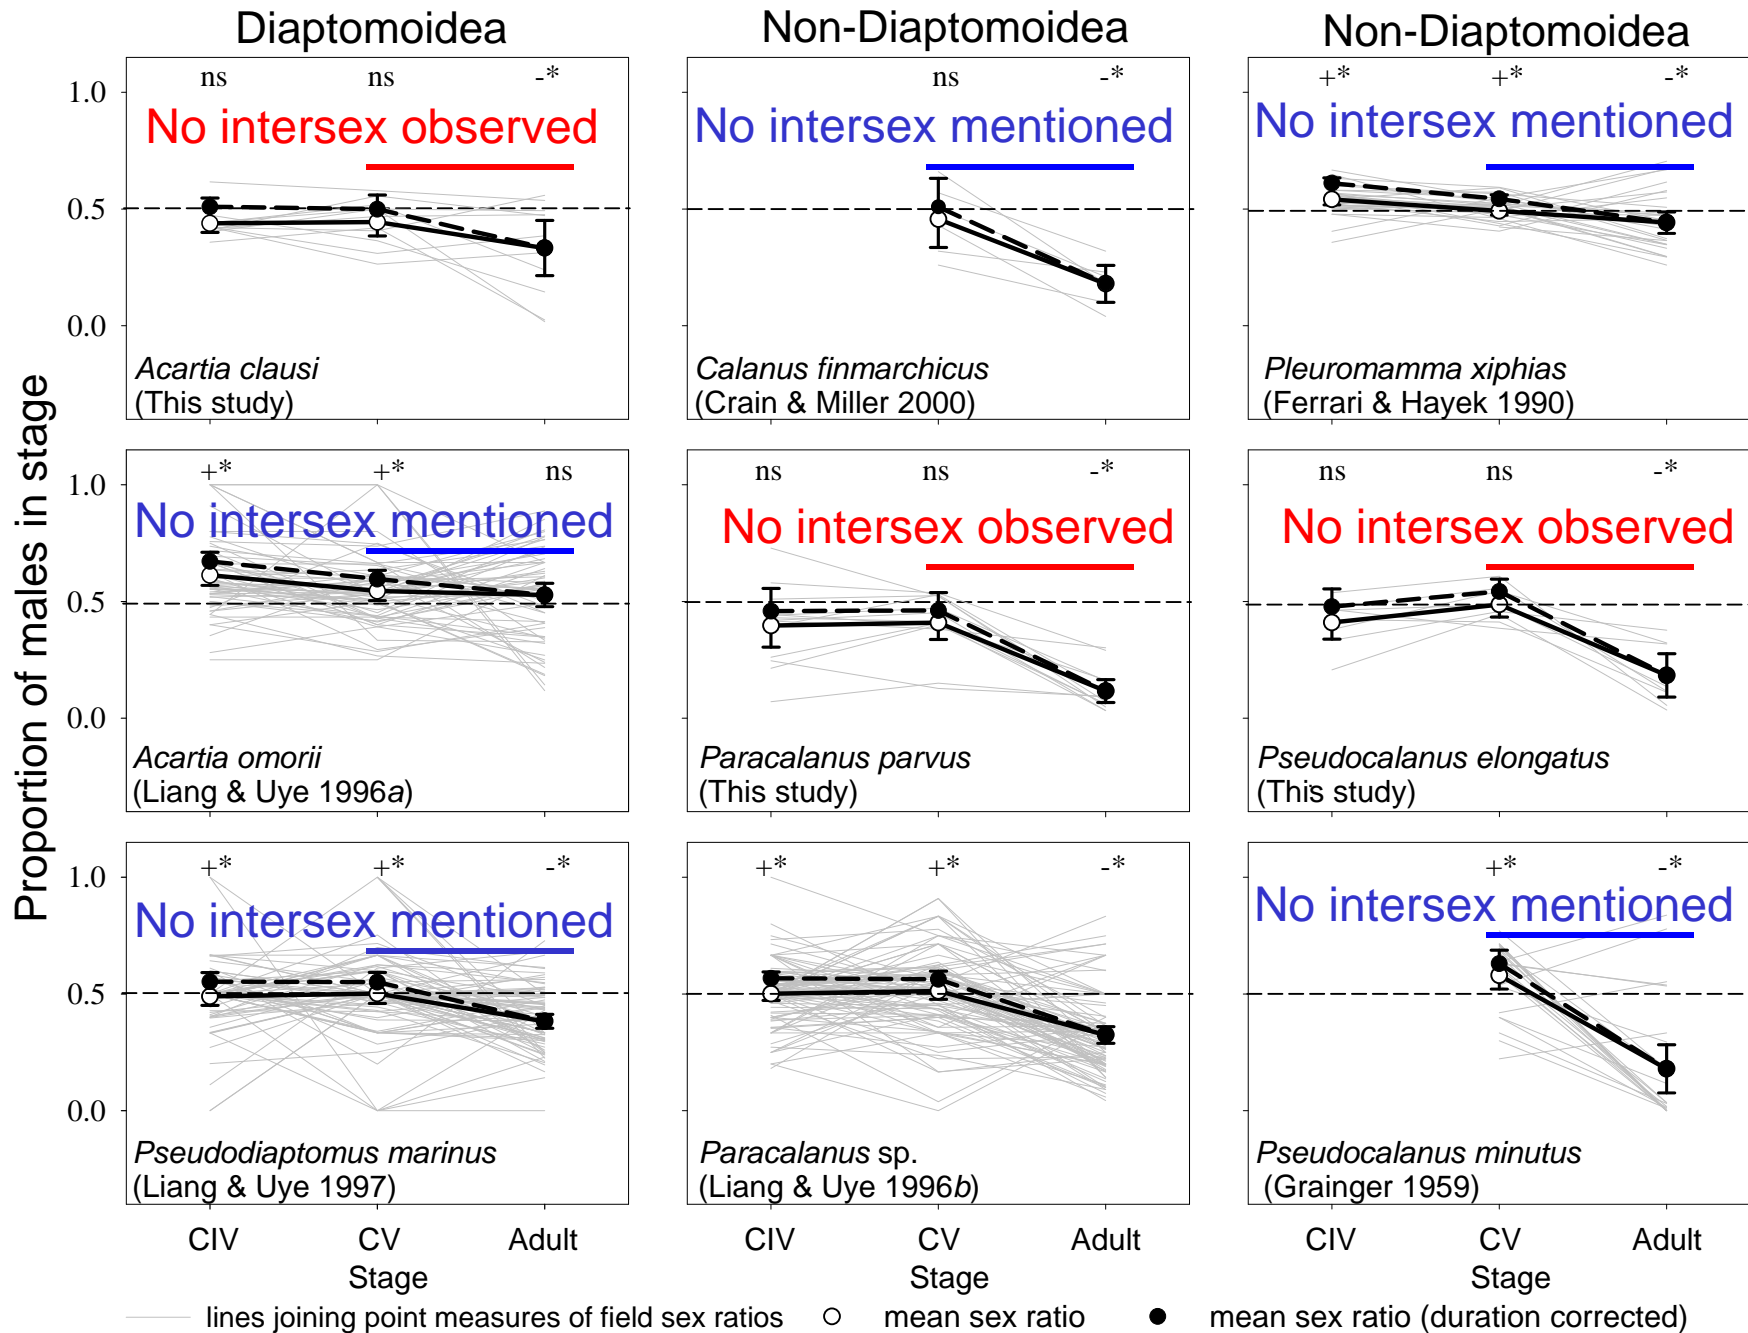 Diaptomoidea
Non-Diaptomoidea
Non-Diaptomoidea
Proportion of males in stage
1.0
0.5
0.0
ns ns -*
No intersex observed
Acartia clausi
(This study)
ns -*
No intersex mentioned
Calanus finmarchicus
(Crain & Miller 2000)
+* +* -*
No intersex mentioned
Pleuromamma xiphias
(Ferrari & Hayek 1990)
1.0
0.5
0.0
+* +* ns
No intersex mentioned
Acartia omorii
(Liang & Uye 1996a)
ns ns -*
No intersex observed
Paracalanus parvus
(This study)
ns ns -*
No intersex observed
Pseudocalanus elongatus
(This study)
1.0
0.5
0.0
+* +* -*
No intersex mentioned
Pseudodiaptomus marinus
(Liang & Uye 1997)
+* +* -*
Paracalanus sp.
(Liang & Uye 1996b)
+* -*
No intersex mentioned
Pseudocalanus minutus
(Grainger 1959)
CIV CV Adult
Stage
CIV CV Adult
Stage
CIV CV Adult
Stage
lines joining point measures of field sex ratios
mean sex ratio
mean sex ratio (duration corrected)